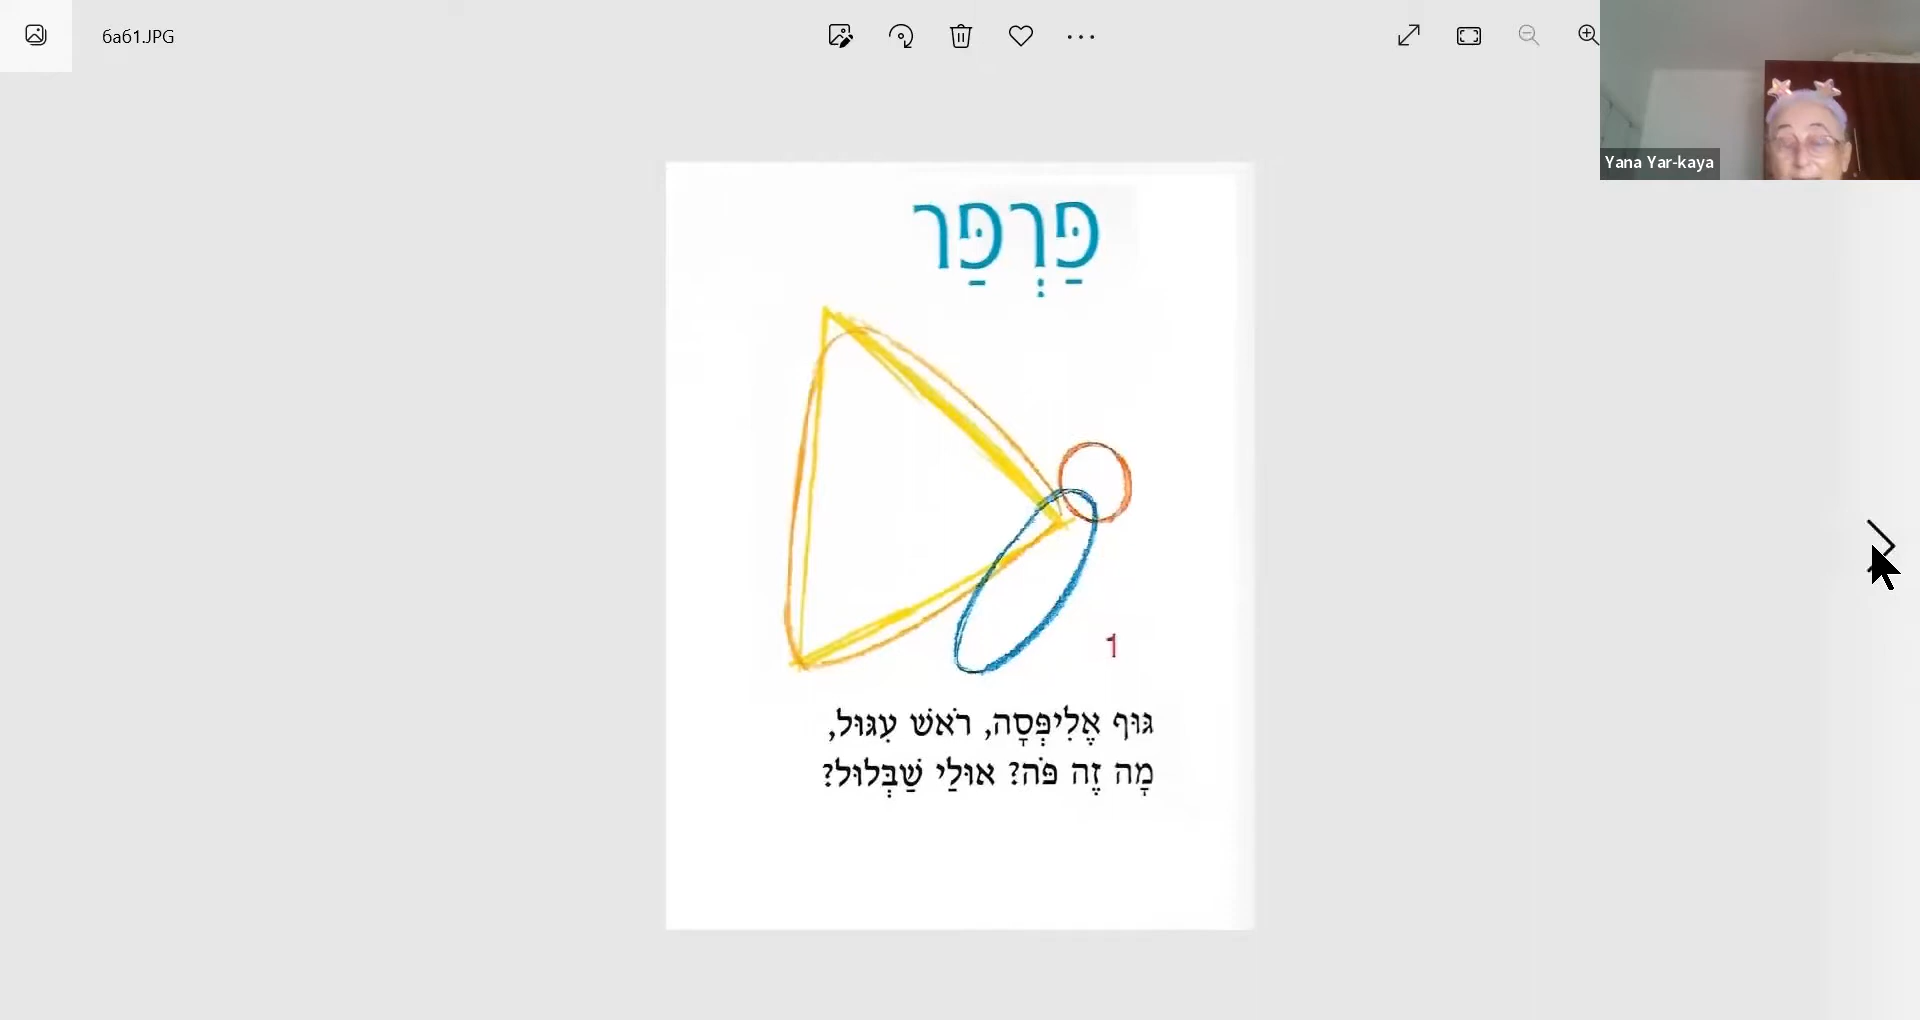 6a61.JPG
Yana Yar-kaya
פַּרְפַּר
1
גּוּף אֶלִיפְּסָה, רֹאשׁ עִגּוּל,
מָה זֶה פֹּה? אוּלַי שַׁבְּלוּל?